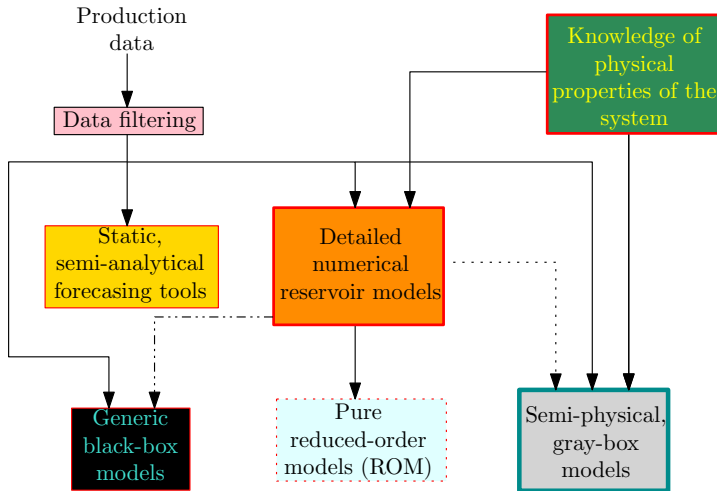 Production
data
Knowledge of
physical
properties of the
system
Data filtering
Static,
semi-analytical
forecasing tools
Detailed
numerical
reservoir models
Generic
black-box
models
Pure
reduced-order
models (ROM)
Semi-physical,
gray-box
models